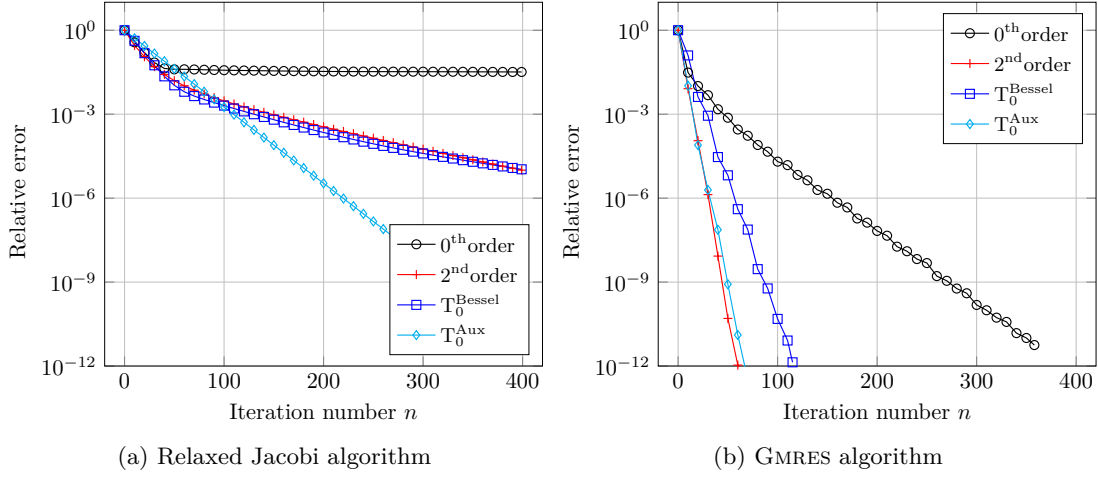 10^0
10^−3
10^−6
10^−9
10^−12
Relative error
0 100 200 300 400
Iteration number n
0^th order
2^nd order
T_0^Bessel
T_0^Aux
(a) Relaxed Jacobi algorithm
10^0
10^−3
10^−6
10^−9
10^−12
Relative error
0 100 200 300 400
Iteration number n
0^th order
2^nd order
T_0^Bessel
T_0^Aux
(b) GMRES algorithm